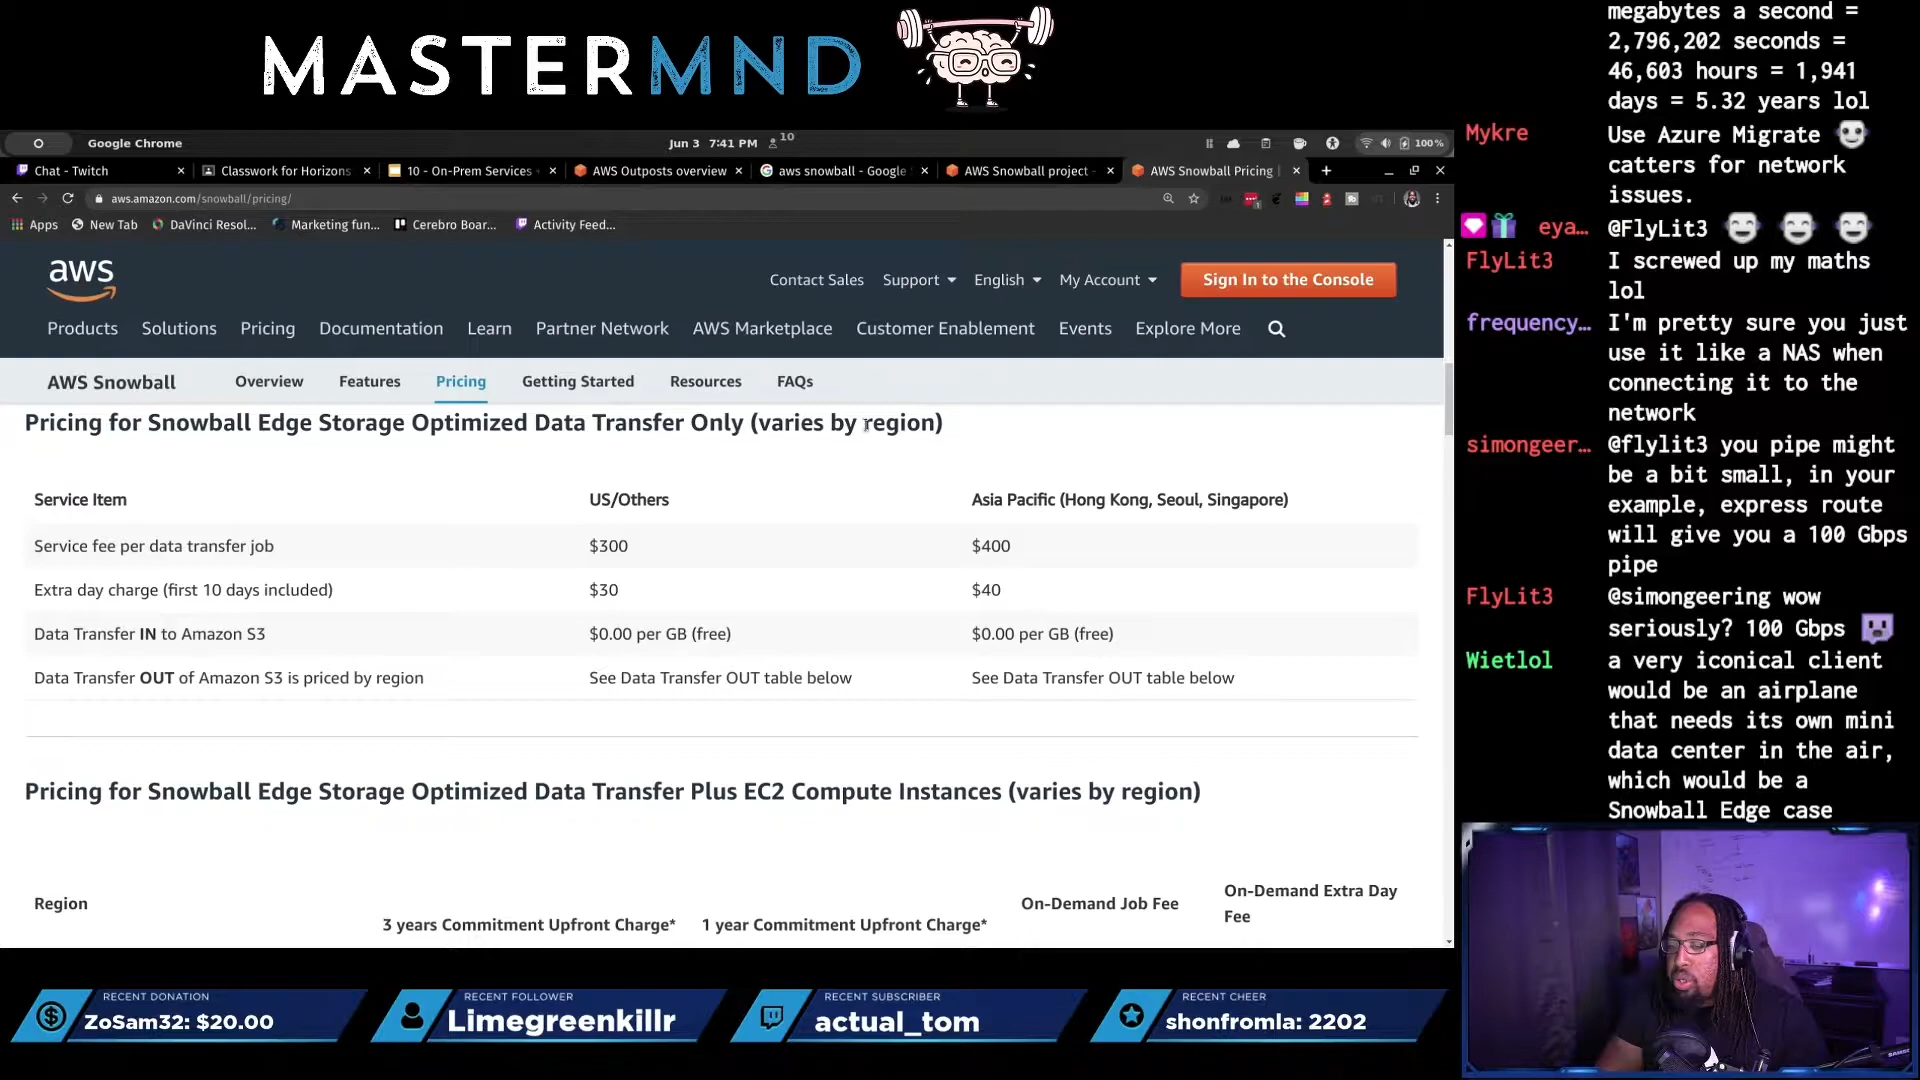 MASTERMND
Google Chrome
Jun 3 7:41 PM
10
100%
Chat - Twitch
Classwork for Horizons
10 - On-Prem Services
AWS Outposts overview
aws snowball - Google
AWS Snowball project -
AWS Snowball Pricing
aws.amazon.com/snowball/pricing/
Apps
New Tab
DaVinci Resol...
Marketing fun...
Cerebro Boar...
Activity Feed...
aws
Contact Sales
Support
English
My Account
Sign In to the Console
Products
Solutions
Pricing
Documentation
Learn
Partner Network
AWS Marketplace
Customer Enablement
Events
Explore More
AWS Snowball
Overview
Features
Pricing
Getting Started
Resources
FAQs
Pricing for Snowball Edge Storage Optimized Data Transfer Only (varies by region)
Service Item US/Others Asia Pacific (Hong Kong, Seoul, Singapore)
Service fee per data transfer job $300 $400
Extra day charge (first 10 days included) $30 $40
Data Transfer IN to Amazon S3 $0.00 per GB (free) $0.00 per GB (free)
Data Transfer OUT of Amazon S3 is priced by region See Data Transfer OUT table below See Data Transfer OUT table below
Pricing for Snowball Edge Storage Optimized Data Transfer Plus EC2 Compute Instances (varies by region)
Region
3 years Commitment Upfront Charge*
1 year Commitment Upfront Charge*
On-Demand Job Fee
On-Demand Extra Day
Fee
megabytes a second =
2,796,202 seconds =
46,603 hours = 1,941
days = 5.32 years lol
Mykre Use Azure Migrate
catters for network
issues.
eya... @FlyLit3
FlyLit3 I screwed up my maths
lol
frequency... I'm pretty sure you just
use it like a NAS when
connecting it to the
network
simongeer... @flylit3 you pipe might
be a bit small, in your
example, express route
will give you a 100 Gbps
pipe
FlyLit3 @simongeering wow
seriously? 100 Gbps
Wietlol a very iconical client
would be an airplane
that needs its own mini
data center in the air,
which would be a
Snowball Edge case
RECENT DONATION
ZoSam32: $20.00
RECENT FOLLOWER
Limegreenkillr
RECENT SUBSCRIBER
actual_tom
RECENT CHEER
shonfromla: 2202